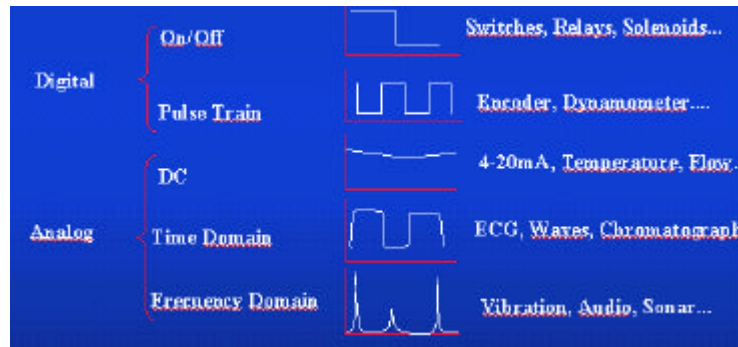 On/Off
Switches, Relays, Solenoids...
Digital
Pulse Train
Encoder, Dynamometer....
DC
4-20mA, Temperature, Flow.
Analog
Time Domain
ECG, Waves, Chromatograph
Frernency Domain
Vibration, Audio, Sonar...